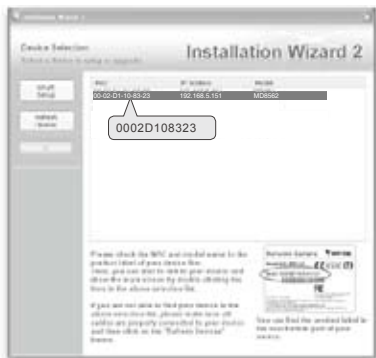 Installation Wizard 2
Device Selection
MAC IP Address Model
00-02-D1-10-83-23 192.168.5.151 MD8562
0002D108323
Please check the MAC and model name to the
product label of your device first.
Then, you can start to setup your device and
show the main screen by double clicking the
item in the above selection list.
If you are not able to find your device in the
above selection list, please make sure all
cables are properly connected to your device
and then click on the "Refresh Device"
button.
Network Camera
You can find the product label in
the rear/bottom part of your
device.